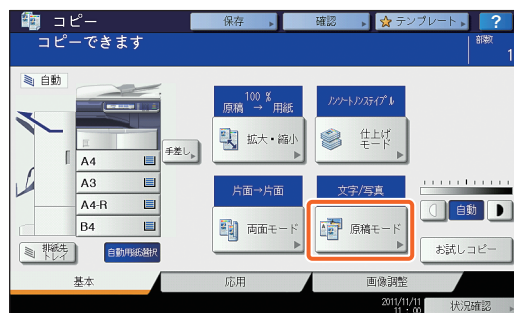 コピー
保存
確認
テンプレート
?
コピーできます
部数
1
自動
100 %
原稿 → 用紙
ノンソートノンステイプル
拡大・縮小
仕上げ
モード
手差し
A4
A3
A4-R
B4
片面→片面
文字/写真
両面モード
原稿モード
自動
排紙先
トレイ
自動用紙選択
お試しコピー
基本
応用
画像調整
2011/11/11
11 : 00
状況確認